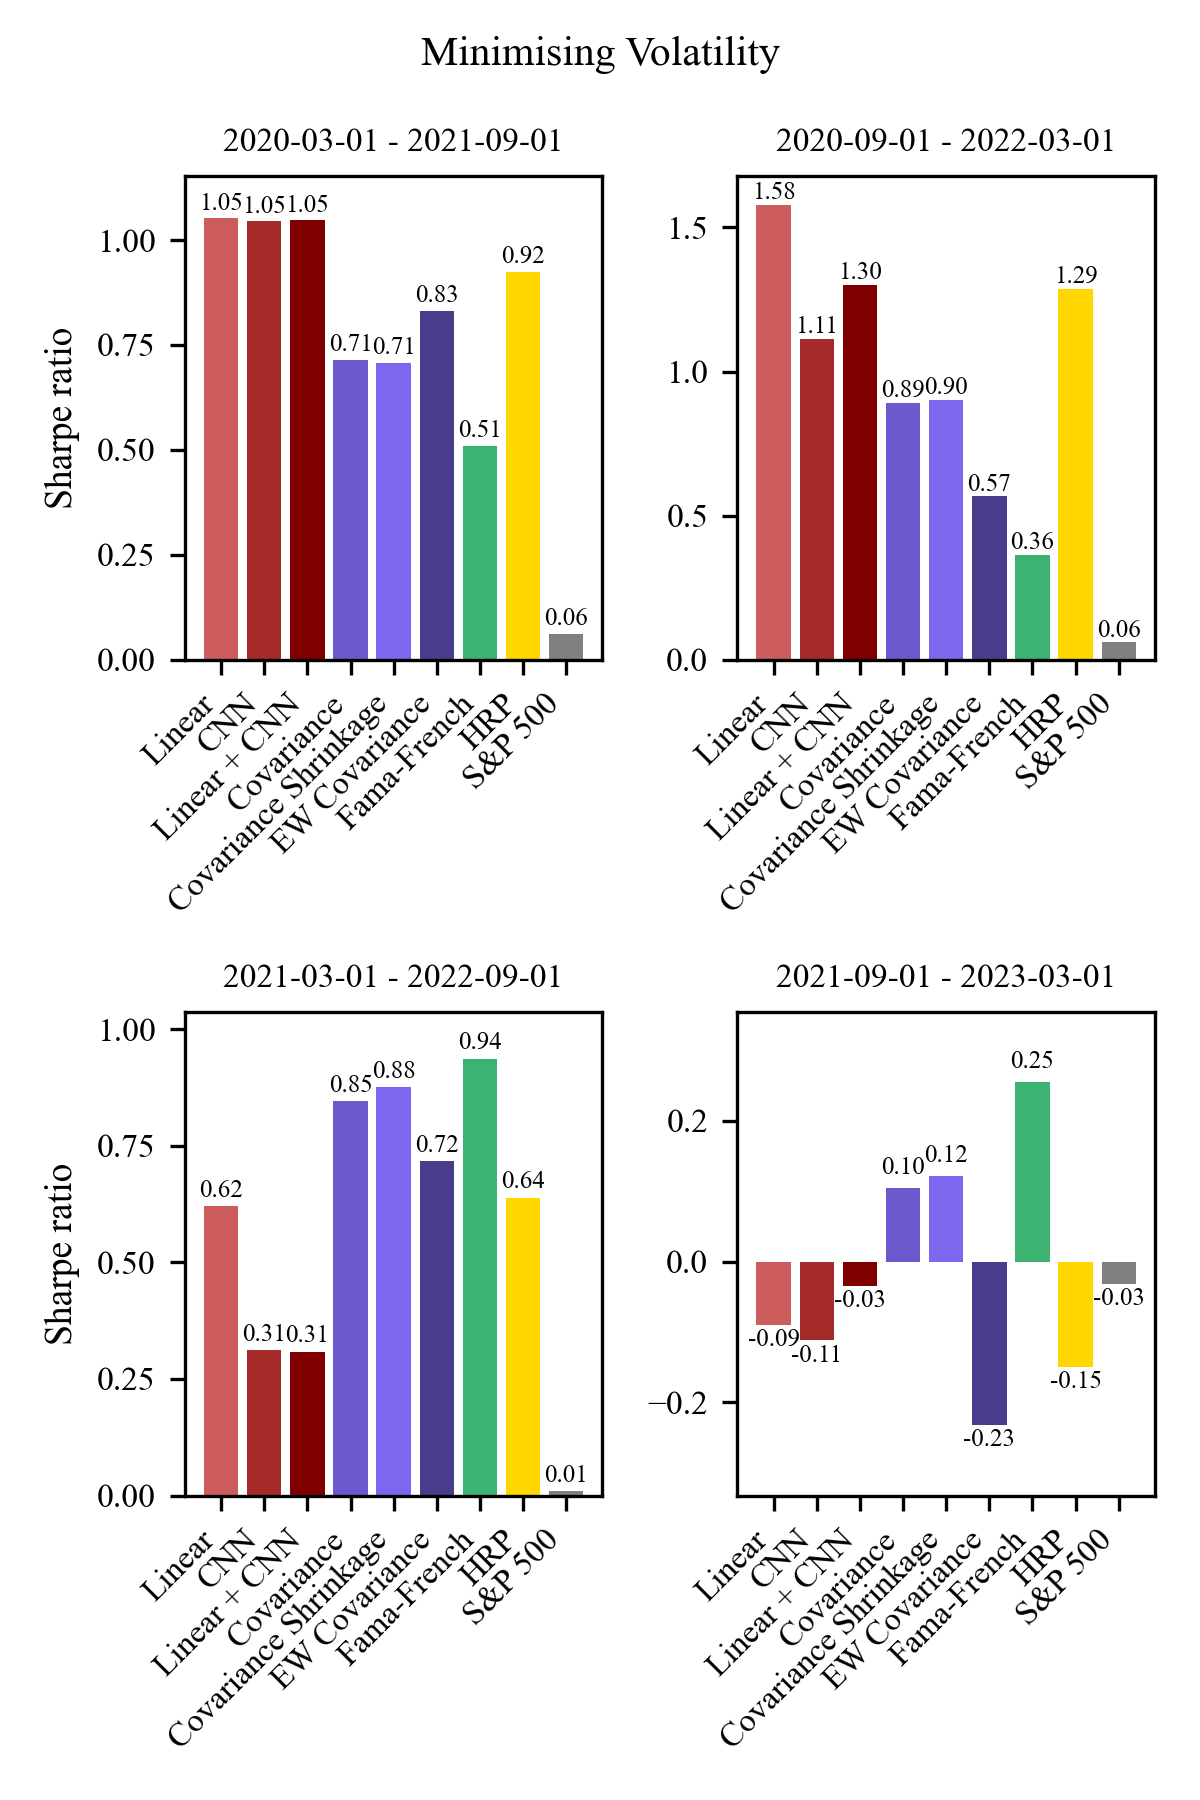 Minimising Volatility
2020-03-01 - 2021-09-01
Sharpe ratio
1.00
0.75
0.50
0.25
0.00
1.05
1.05
1.05
0.71
0.71
0.83
0.51
0.92
0.06
Linear
CNN
Linear + CNN
Covariance
Covariance Shrinkage
EW Covariance
Fama-French
HRP
S&P 500
2020-09-01 - 2022-03-01
1.5
1.0
0.5
0.0
1.58
1.11
1.30
0.89
0.90
0.57
0.36
1.29
0.06
Linear
CNN
Linear + CNN
Covariance
Covariance Shrinkage
EW Covariance
Fama-French
HRP
S&P 500
2021-03-01 - 2022-09-01
Sharpe ratio
1.00
0.75
0.50
0.25
0.00
0.62
0.31
0.31
0.85
0.88
0.72
0.94
0.64
0.01
Linear
CNN
Linear + CNN
Covariance
Covariance Shrinkage
EW Covariance
Fama-French
HRP
S&P 500
2021-09-01 - 2023-03-01
0.2
0.0
−0.2
-0.09
-0.11
-0.03
0.10
0.12
-0.23
0.25
-0.15
-0.03
Linear
CNN
Linear + CNN
Covariance
Covariance Shrinkage
EW Covariance
Fama-French
HRP
S&P 500